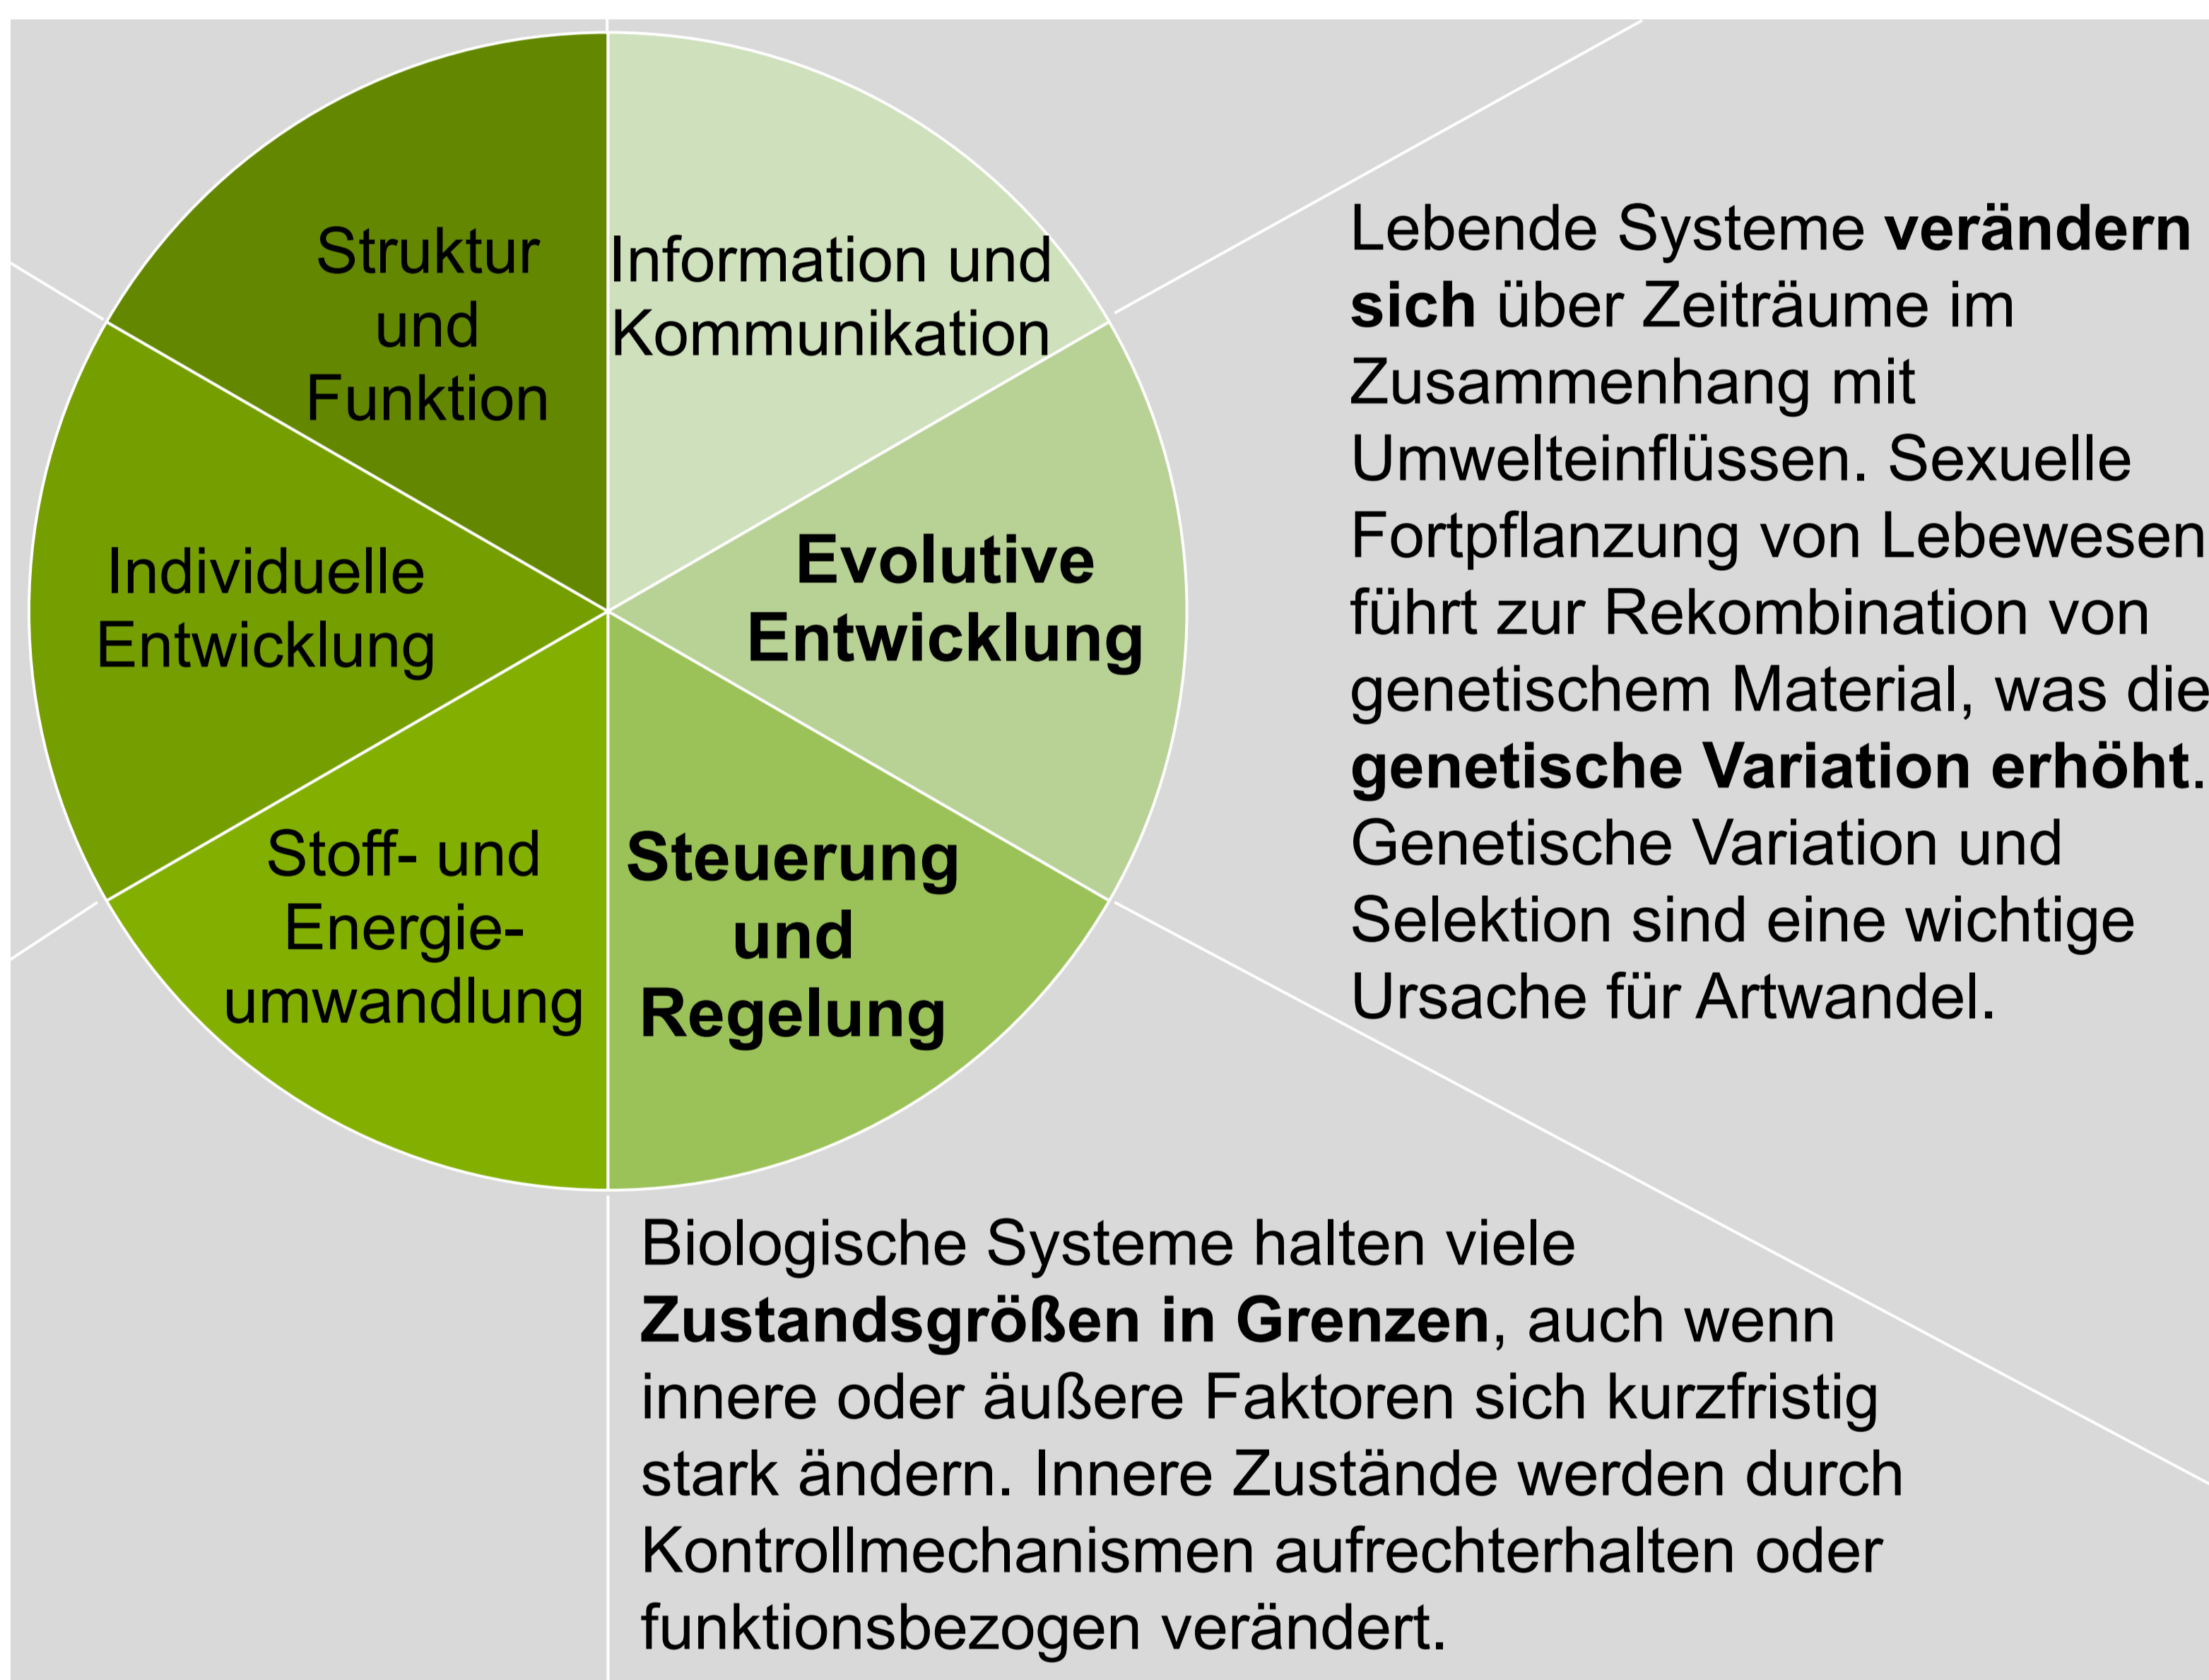 Struktur
und
Funktion
Information und
Kommunikation
Individuelle
Entwicklung
Evolutive
Entwicklung
Stoff- und
Energie-
umwandlung
Steuerung
und
Regelung
Lebende Systeme verändern
sich über Zeiträume im
Zusammenhang mit
Umwelteinflüssen. Sexuelle
Fortpflanzung von Lebewesen
führt zur Rekombination von
genetischem Material, was die
genetische Variation erhöht.
Genetische Variation und
Selektion sind eine wichtige
Ursache für Artwandel.
Biologische Systeme halten viele
Zustandsgrößen in Grenzen, auch wenn
innere oder äußere Faktoren sich kurzfristig
stark ändern. Innere Zustände werden durch
Kontrollmechanismen aufrechterhalten oder
funktionsbezogen verändert.